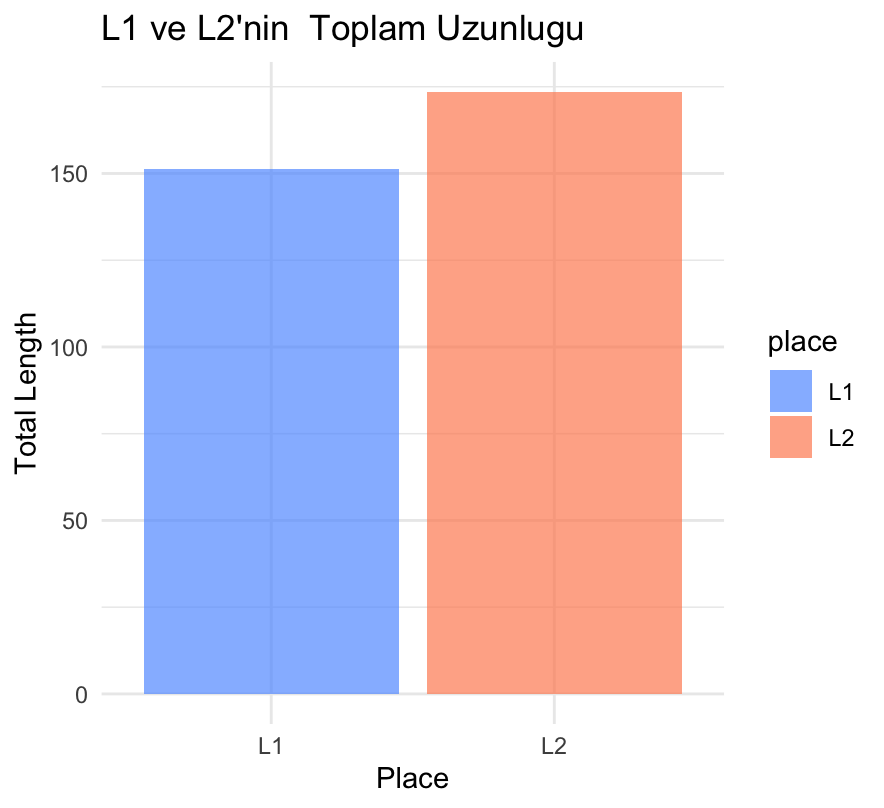 L1 ve L2'nin  Toplam Uzunlugu
Total Length
150
100
50
0
L1
L2
Place
place
L1
L2